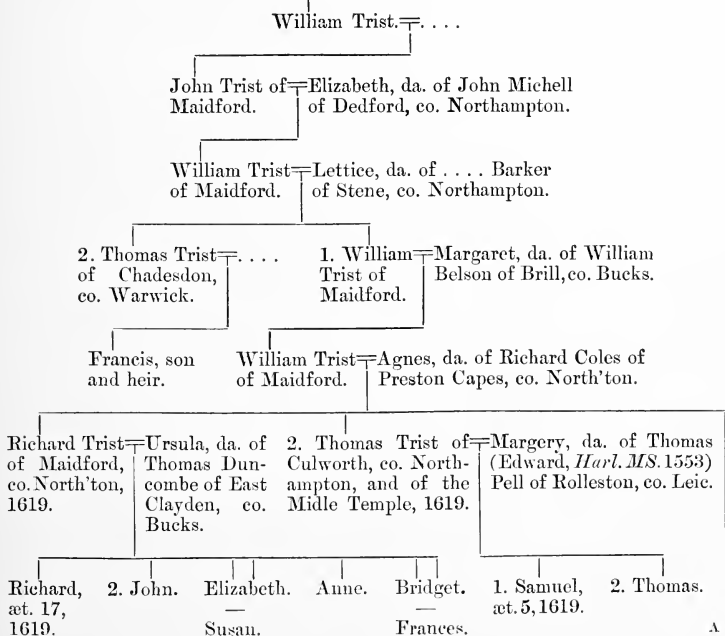 William Trist.╤. . . .
John Trist of╤Elizabeth, da. of John Michell
Maidford. of Dedford, co. Northampton.
William Trist╤Lettice, da. of . . . . Barker
of Maidford. of Stene, co. Northampton.
2. Thomas Trist╤. . . . 1. William╤Margaret, da. of William
of Chadesdon, Trist of Belson of Brill, co. Bucks.
co. Warwick. Maidford.
Francis, son William Trist╤Agnes, da. of Richard Coles of
and heir. of Maidford. Preston Capes, co. North'ton.
Richard Trist╤Ursula, da. of 2. Thomas Trist of╤Margery, da. of Thomas
of Maidford, Thomas Dun- Culworth, co. North- (Edward, Harl. MS. 1553)
co. North'ton, combe of East ampton, and of the Pell of Rolleston, co. Leic.
1619. Clayden, co. Midle Temple, 1619.
Bucks.
Richard, 2. John. Elizabeth. Anne. Bridget. 1. Samuel, 2. Thomas.
æt. 17, — — æt. 5, 1619.
1619. Susan. Frances. A